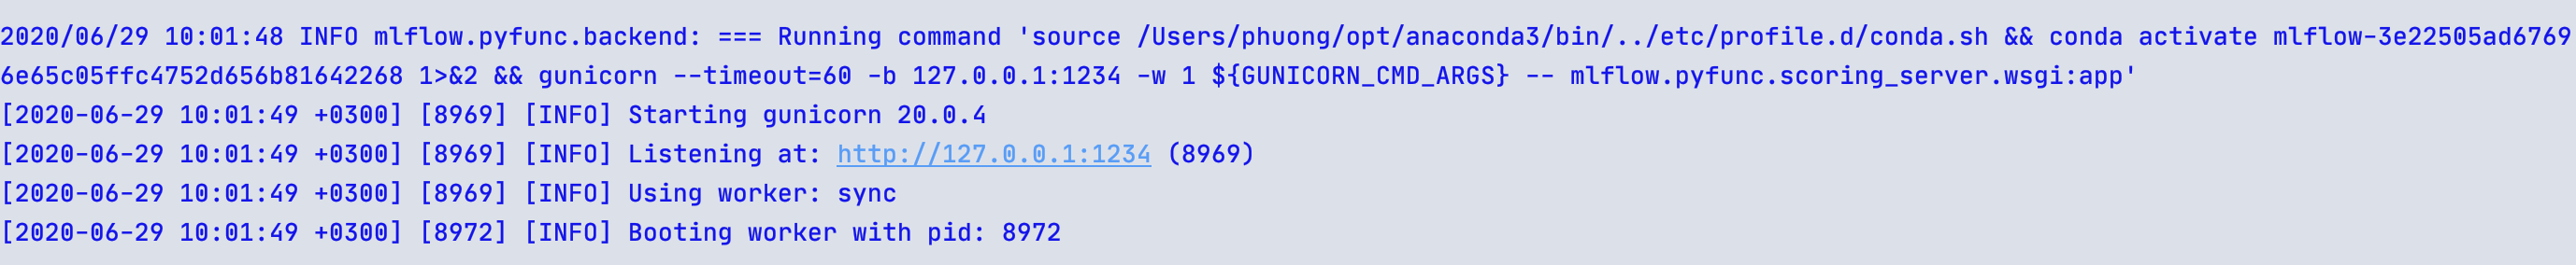 2020/06/29 10:01:48 INFO mlflow.pyfunc.backend: === Running command 'source /Users/phuong/opt/anaconda3/bin/../etc/profile.d/conda.sh && conda activate mlflow-3e22505ad6769
6e65c05ffc4752d656b81642268 1>&2 && gunicorn --timeout=60 -b 127.0.0.1:1234 -w 1 ${GUNICORN_CMD_ARGS} -- mlflow.pyfunc.scoring_server.wsgi:app'
[2020-06-29 10:01:49 +0300] [8969] [INFO] Starting gunicorn 20.0.4
[2020-06-29 10:01:49 +0300] [8969] [INFO] Listening at: http://127.0.0.1:1234 (8969)
[2020-06-29 10:01:49 +0300] [8969] [INFO] Using worker: sync
[2020-06-29 10:01:49 +0300] [8972] [INFO] Booting worker with pid: 8972